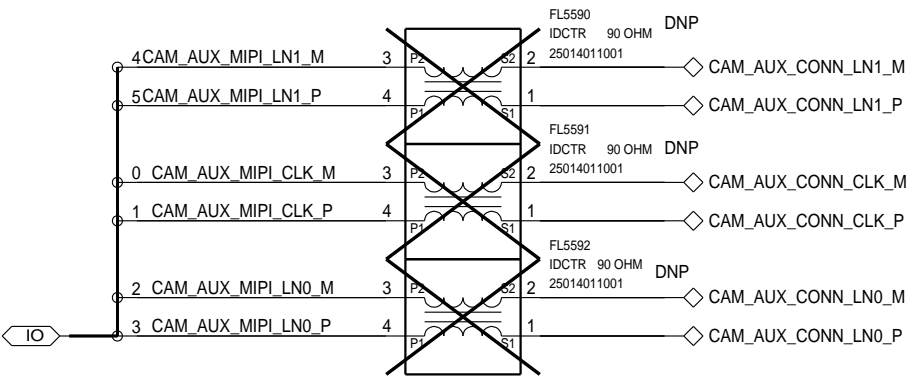 FL5590
IDCTR 90 OHM DNP
25014011001
4 CAM_AUX_MIPI_LN1_M 3 P2 S2 2 CAM_AUX_CONN_LN1_M
5 CAM_AUX_MIPI_LN1_P 4 P1 S1 1 CAM_AUX_CONN_LN1_P
FL5591
IDCTR 90 OHM DNP
25014011001
0 CAM_AUX_MIPI_CLK_M 3 P2 S2 2 CAM_AUX_CONN_CLK_M
1 CAM_AUX_MIPI_CLK_P 4 P1 S1 1 CAM_AUX_CONN_CLK_P
FL5592
IDCTR 90 OHM DNP
25014011001
2 CAM_AUX_MIPI_LN0_M 3 P2 S2 2 CAM_AUX_CONN_LN0_M
IO 3 CAM_AUX_MIPI_LN0_P 4 P1 S1 1 CAM_AUX_CONN_LN0_P